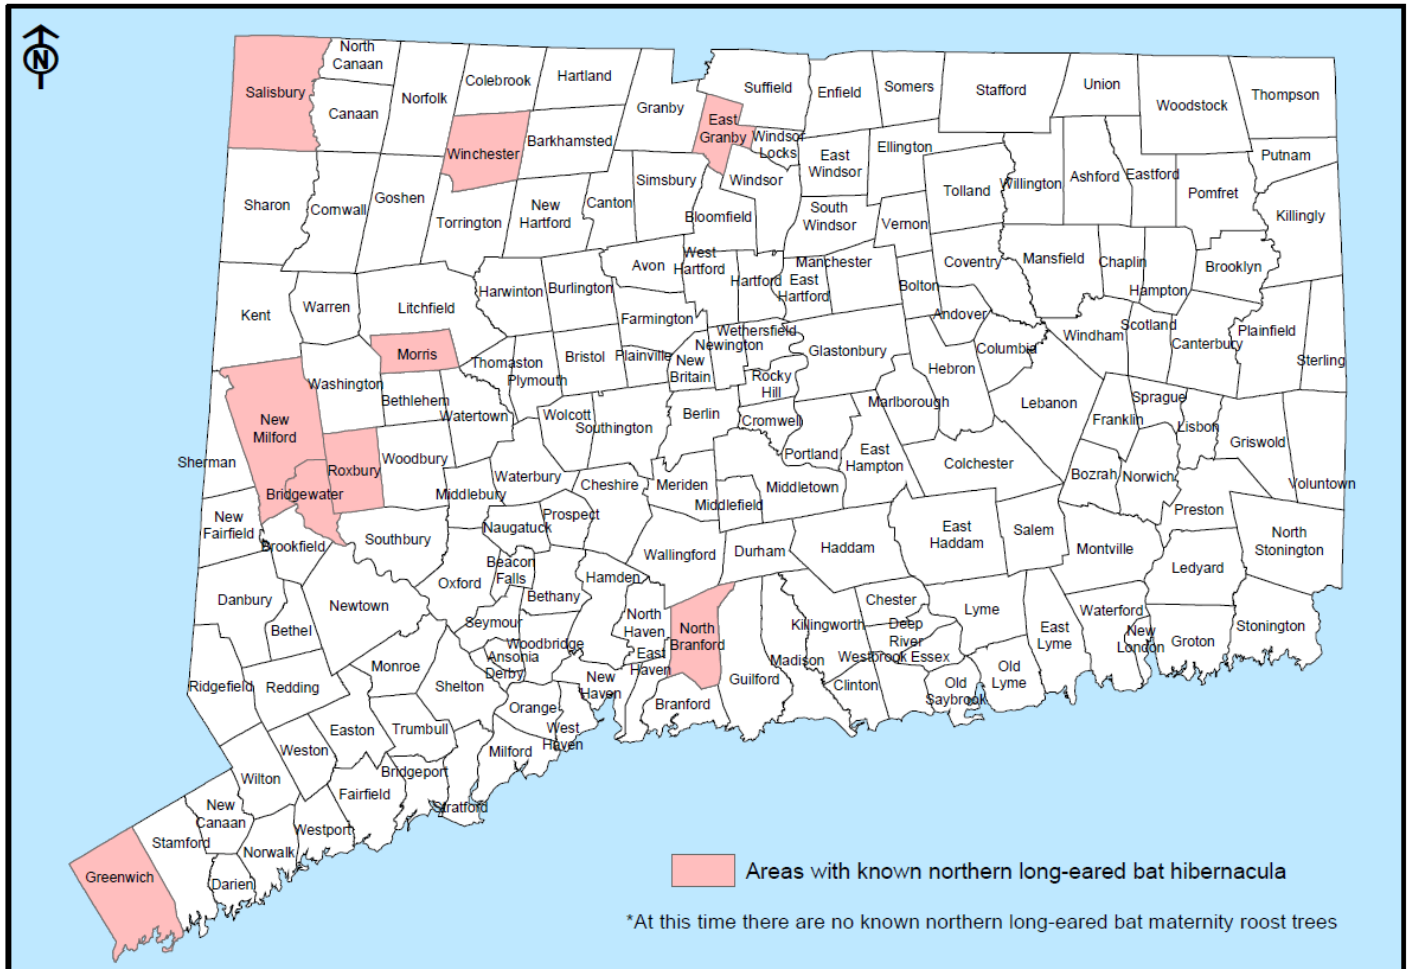 N
North
Canaan
Salisbury
Canaan
Norfolk
Colebrook
Hartland
Granby
Suffield
Enfield
Somers
Stafford
Union
Woodstock
Thompson
Winchester
Barkhamsted
East
Granby
Windsor
Locks
East
Windsor
Ellington
Tolland
Willington
Ashford
Eastford
Pomfret
Putnam
Killingly
Sharon
Cornwall
Goshen
Torrington
New
Hartford
Canton
Simsbury
Bloomfield
Windsor
South
Windsor
Vernon
Kent
Warren
Litchfield
Harwinton
Burlington
Avon
West
Hartford
Hartford
East
Hartford
Manchester
Bolton
Coventry
Mansfield
Chaplin
Hampton
Brooklyn
Farmington
Andover
Columbia
Windham
Scotland
Canterbury
Plainfield
Sterling
Morris
Washington
Bethlehem
Thomaston
Plymouth
Watertown
Bristol
Plainville
New
Britain
Newington
Wethersfield
Rocky
Hill
Glastonbury
Hebron
Marlborough
Lebanon
Franklin
Sprague
Lisbon
Griswold
Voluntown
New
Milford
Sherman
Roxbury
Bridgewater
Woodbury
Middlebury
Waterbury
Wolcott
Southington
Berlin
Cromwell
Portland
East
Hampton
Colchester
Bozrah
Norwich
Preston
North
Stonington
New
Fairfield
Brookfield
Southbury
Naugatuck
Prospect
Cheshire
Meriden
Middlefield
Middletown
Wallingford
Durham
Haddam
East
Haddam
Salem
Montville
Ledyard
Danbury
Bethel
Newtown
Oxford
Beacon
Falls
Bethany
Hamden
North
Haven
North
Branford
Killingworth
Chester
Deep
River
Lyme
East
Lyme
Waterford
New
London
Groton
Stonington
Seymour
Woodbridge
Ansonia
Derby
East
Haven
New
Haven
Guilford
Madison
Westbrook
Essex
Clinton
Old
Saybrook
Old
Lyme
Ridgefield
Redding
Monroe
Shelton
Orange
West
Haven
Branford
Milford
Easton
Trumbull
Weston
Wilton
Bridgeport
Fairfield
Stratford
New
Canaan
Stamford
Norwalk
Westport
Darien
Greenwich
Areas with known northern long-eared bat hibernacula
*At this time there are no known northern long-eared bat maternity roost trees